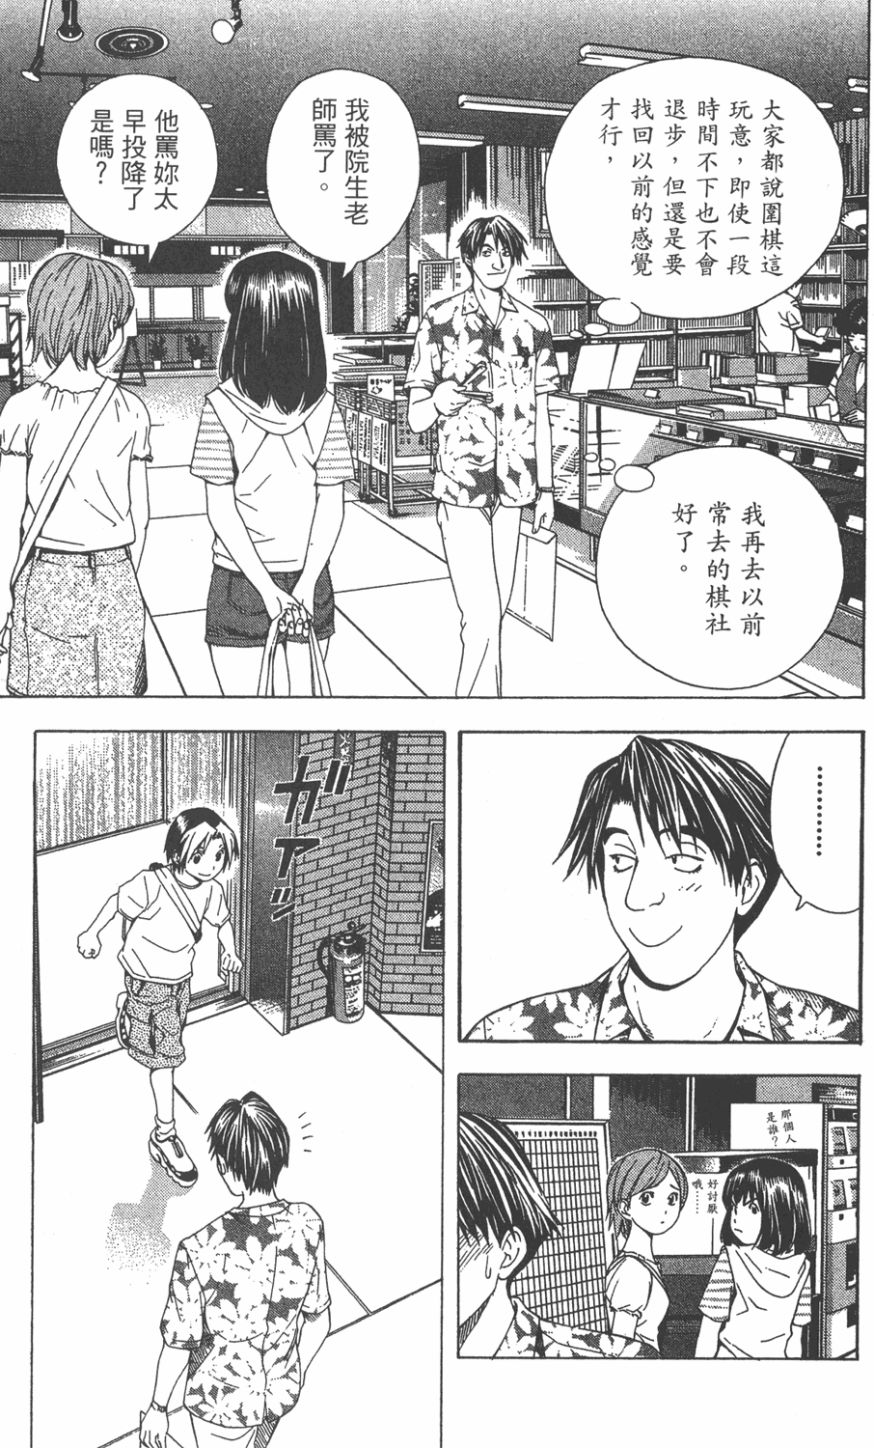 大家都說圍棋這
玩意，即使一段
時間不下也不會
退步，但還是要
找回以前的感覺
才行，
我被院生老
師罵了。
他罵妳太
早投降了
是嗎？
我再去以前
常去的棋社
好了。
………
那個人
是誰？
好討厭
哦……
ガァッ